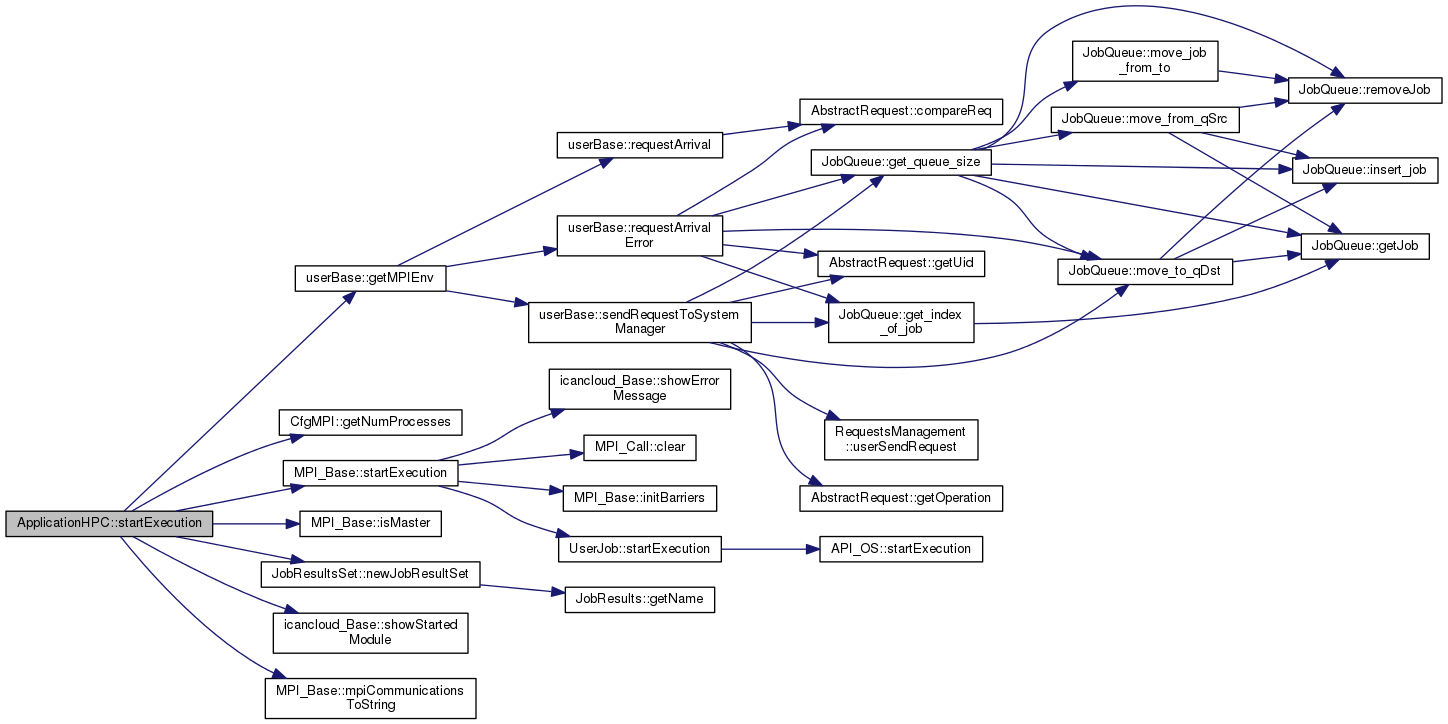 ApplicationHPC::startExecution
userBase::getMPIEnv
CfgMPI::getNumProcesses
MPI_Base::startExecution
MPI_Base::isMaster
JobResultsSet::newJobResultSet
icancloud_Base::showStarted
Module
MPI_Base::mpiCommunications
ToString
userBase::requestArrival
userBase::requestArrival
Error
userBase::sendRequestToSystem
Manager
icancloud_Base::showError
Message
MPI_Call::clear
MPI_Base::initBarriers
UserJob::startExecution
JobResults::getName
AbstractRequest::compareReq
JobQueue::get_queue_size
AbstractRequest::getUid
JobQueue::get_index
_of_job
RequestsManagement
::userSendRequest
AbstractRequest::getOperation
API_OS::startExecution
JobQueue::move_job
_from_to
JobQueue::move_from_qSrc
JobQueue::move_to_qDst
JobQueue::removeJob
JobQueue::insert_job
JobQueue::getJob